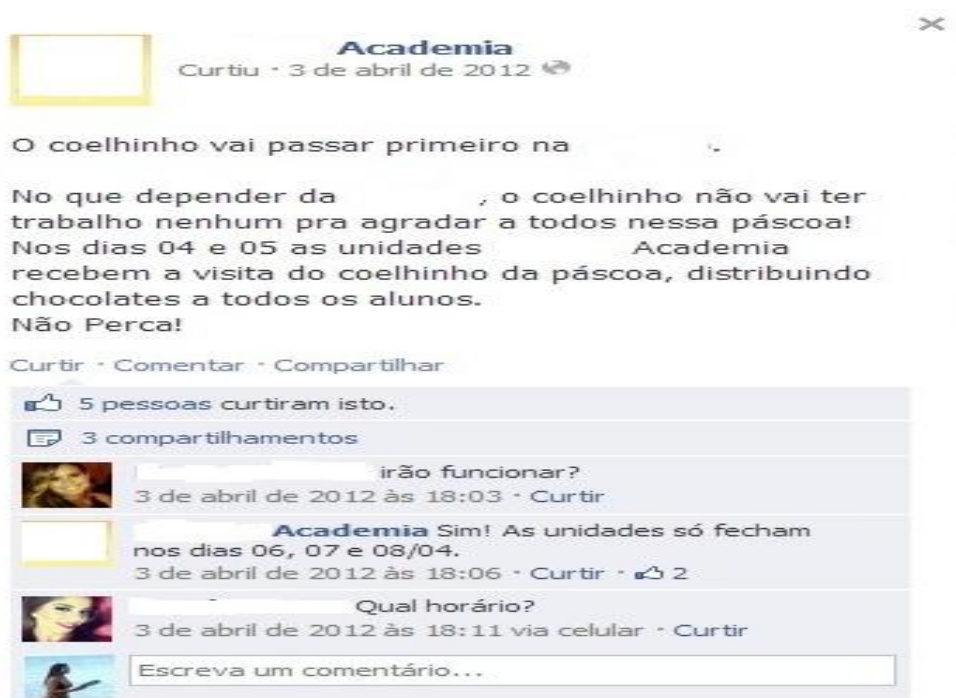 Academia
Curtiu · 3 de abril de 2012
O coelhinho vai passar primeiro na .
No que depender da , o coelhinho não vai ter
trabalho nenhum pra agradar a todos nessa páscoa!
Nos dias 04 e 05 as unidades Academia
recebem a visita do coelhinho da páscoa, distribuindo
chocolates a todos os alunos.
Não Perca!
Curtir · Comentar · Compartilhar
5 pessoas curtiram isto.
3 compartilhamentos
irão funcionar?
3 de abril de 2012 às 18:03 · Curtir
Academia Sim! As unidades só fecham
nos dias 06, 07 e 08/04.
3 de abril de 2012 às 18:06 · Curtir · 2
Qual horário?
3 de abril de 2012 às 18:11 via celular · Curtir
Escreva um comentário...